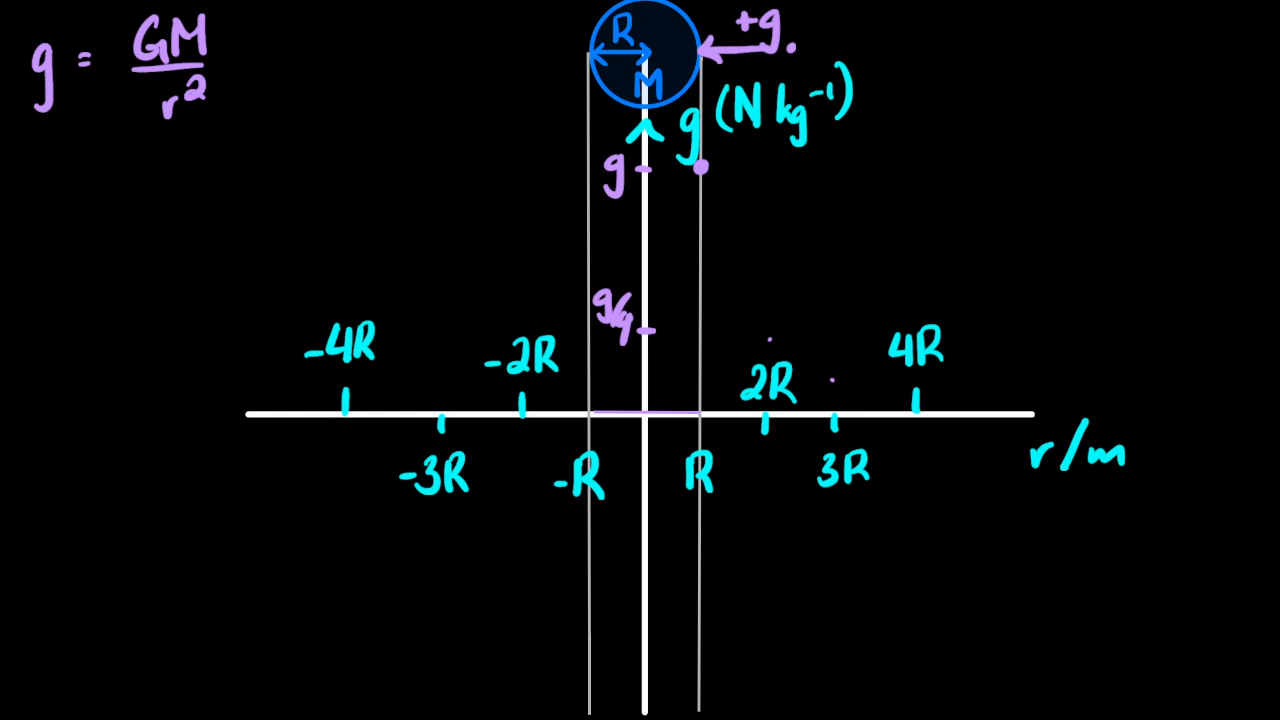 g = GM/r²
R
M
+g.
g (N kg⁻¹)
g
g/4
-4R
-2R
2R
4R
-3R
-R
R
3R
r/m